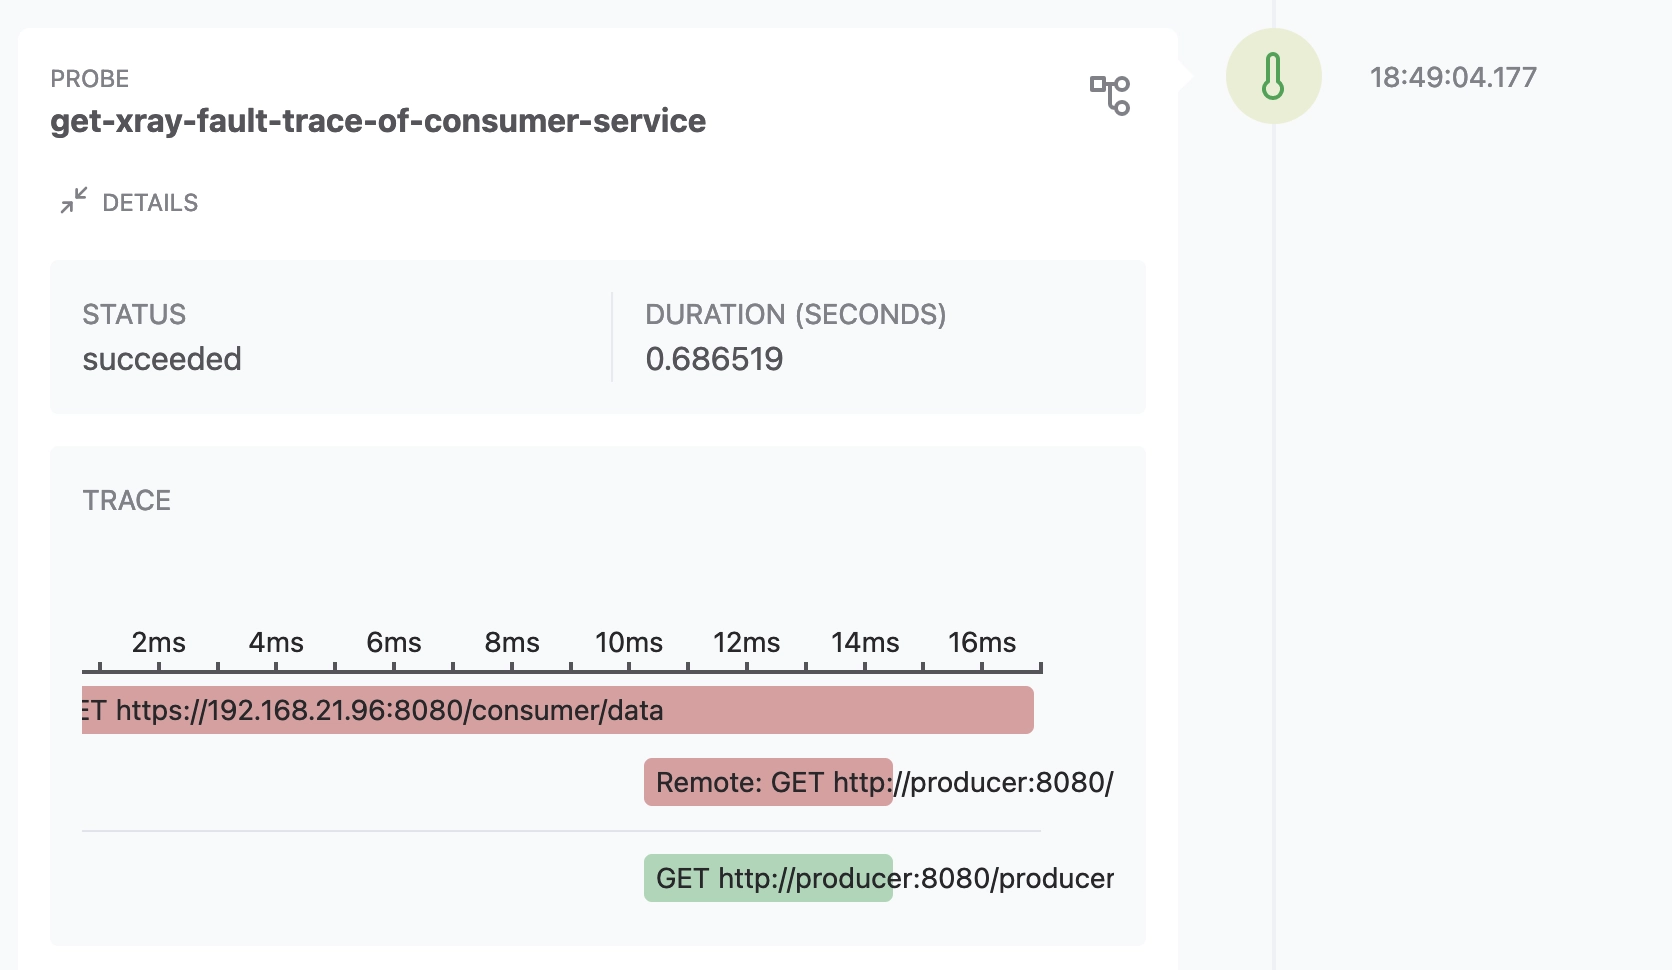 PROBE
get-xray-fault-trace-of-consumer-service
18:49:04.177
DETAILS
STATUS
succeeded
DURATION (SECONDS)
0.686519
TRACE
2ms 4ms 6ms 8ms 10ms 12ms 14ms 16ms
ET https://192.168.21.96:8080/consumer/data
Remote: GET http://producer:8080/
GET http://producer:8080/producer